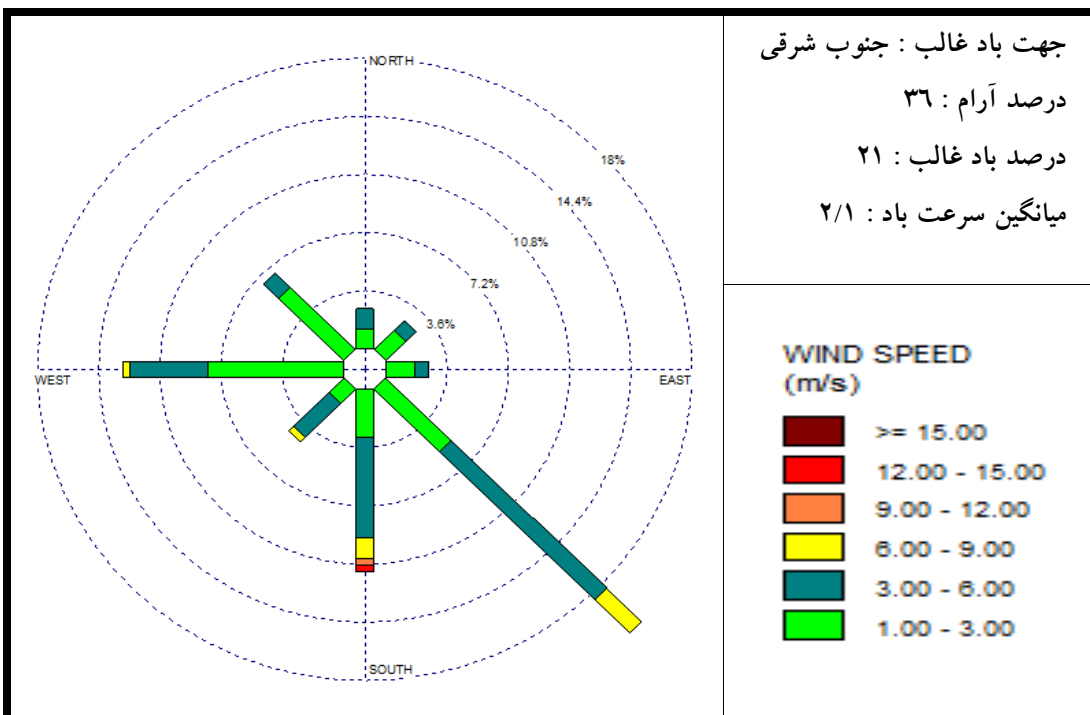 جهت باد غالب : جنوب شرقی
درصد آرام : ۳٦
درصد باد غالب : ۲۱
میانگین سرعت باد : ۲/۱
NORTH
18%
14.4%
10.8%
7.2%
3.6%
WEST
EAST
SOUTH
WIND SPEED
(m/s)
>= 15.00
12.00 - 15.00
9.00 - 12.00
6.00 - 9.00
3.00 - 6.00
1.00 - 3.00